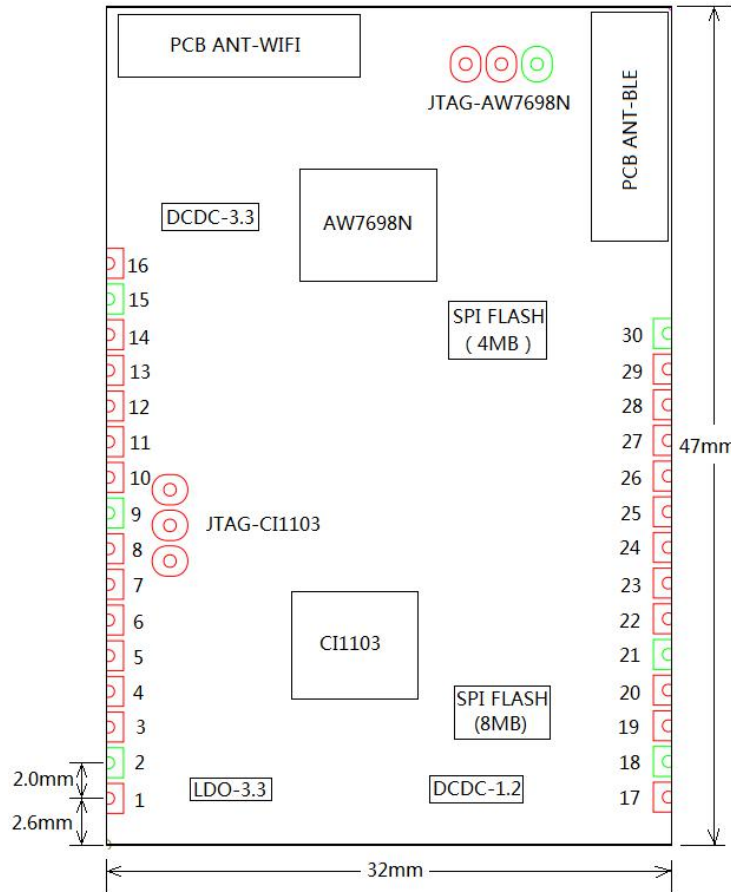 PCB ANT-WIFI
JTAG-AW7698N
PCB ANT-BLE
DCDC-3.3
AW7698N
16
15
14
13
12
11
10
9
8
7
6
5
4
3
2
1
SPI FLASH
( 4MB )
30
29
28
27
26
25
24
23
22
21
20
19
18
17
47mm
JTAG-CI1103
CI1103
SPI FLASH
(8MB)
LDO-3.3
DCDC-1.2
2.0mm
2.6mm
32mm